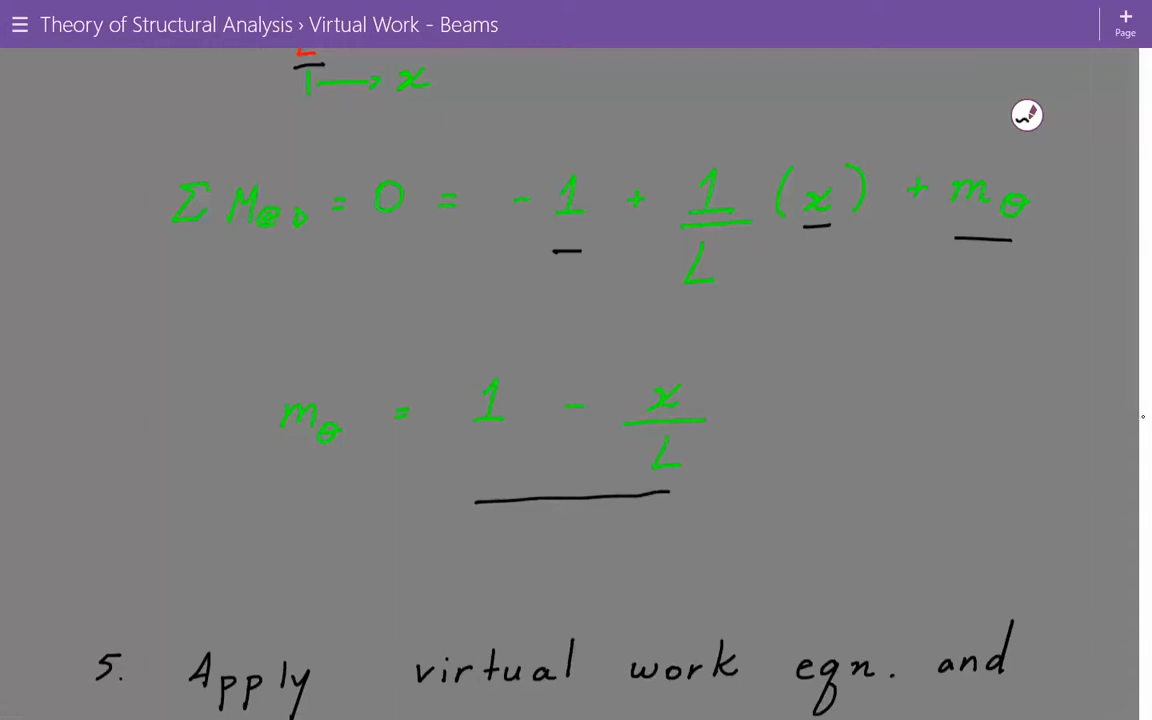 Theory of Structural Analysis › Virtual Work - Beams
+
Page
L
1 → x
Σ M@D = 0 = - 1 + 1/L (x) + mθ
mθ = 1 - x/L
5. Apply virtual work eqn. and